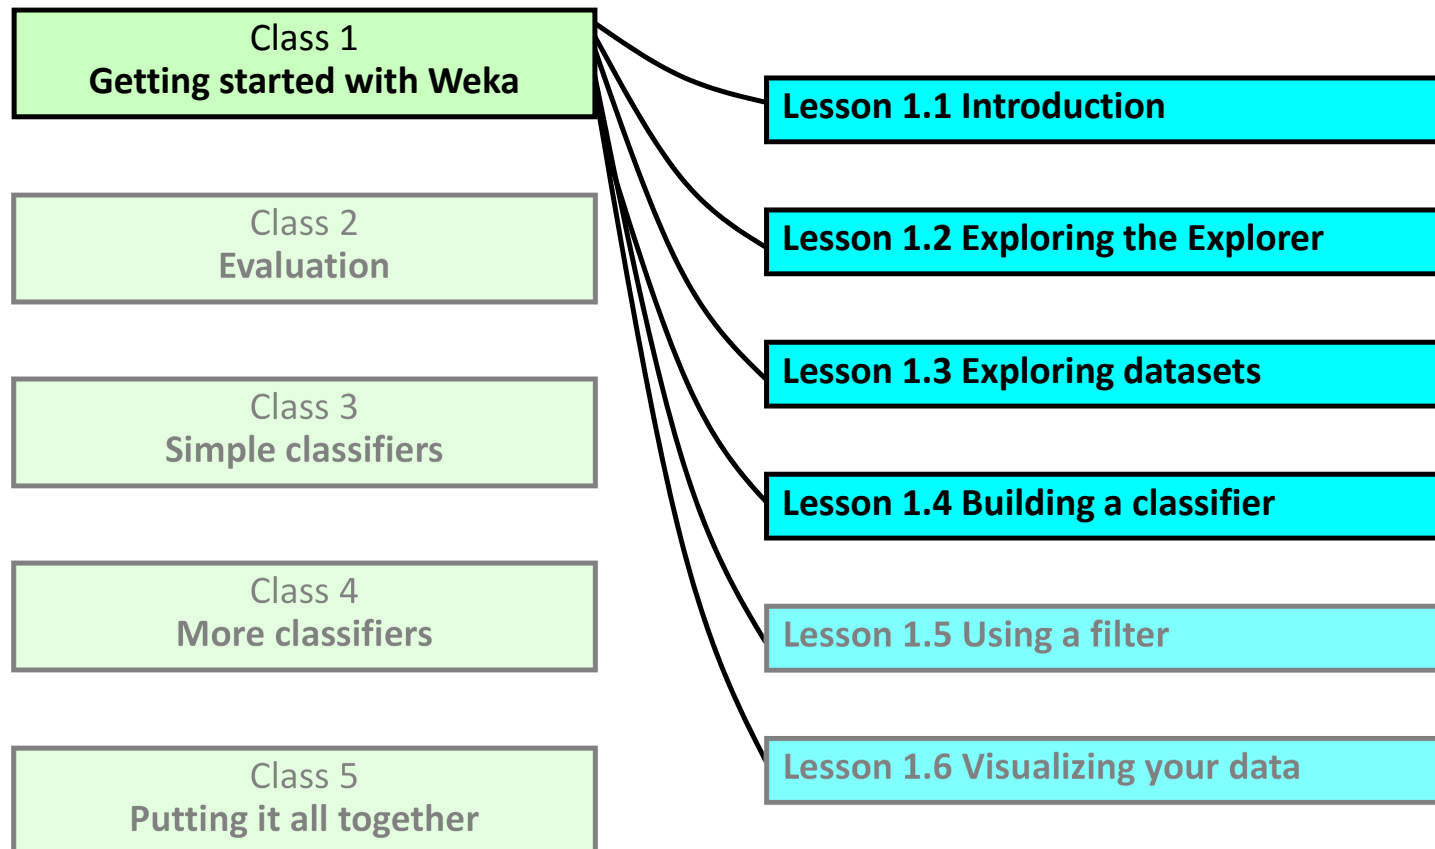 Class 1
Getting started with Weka
Lesson 1.1 Introduction
Class 2
Evaluation
Lesson 1.2 Exploring the Explorer
Lesson 1.3 Exploring datasets
Class 3
Simple classifiers
Lesson 1.4 Building a classifier
Class 4
More classifiers
Lesson 1.5 Using a filter
Class 5
Putting it all together
Lesson 1.6 Visualizing your data